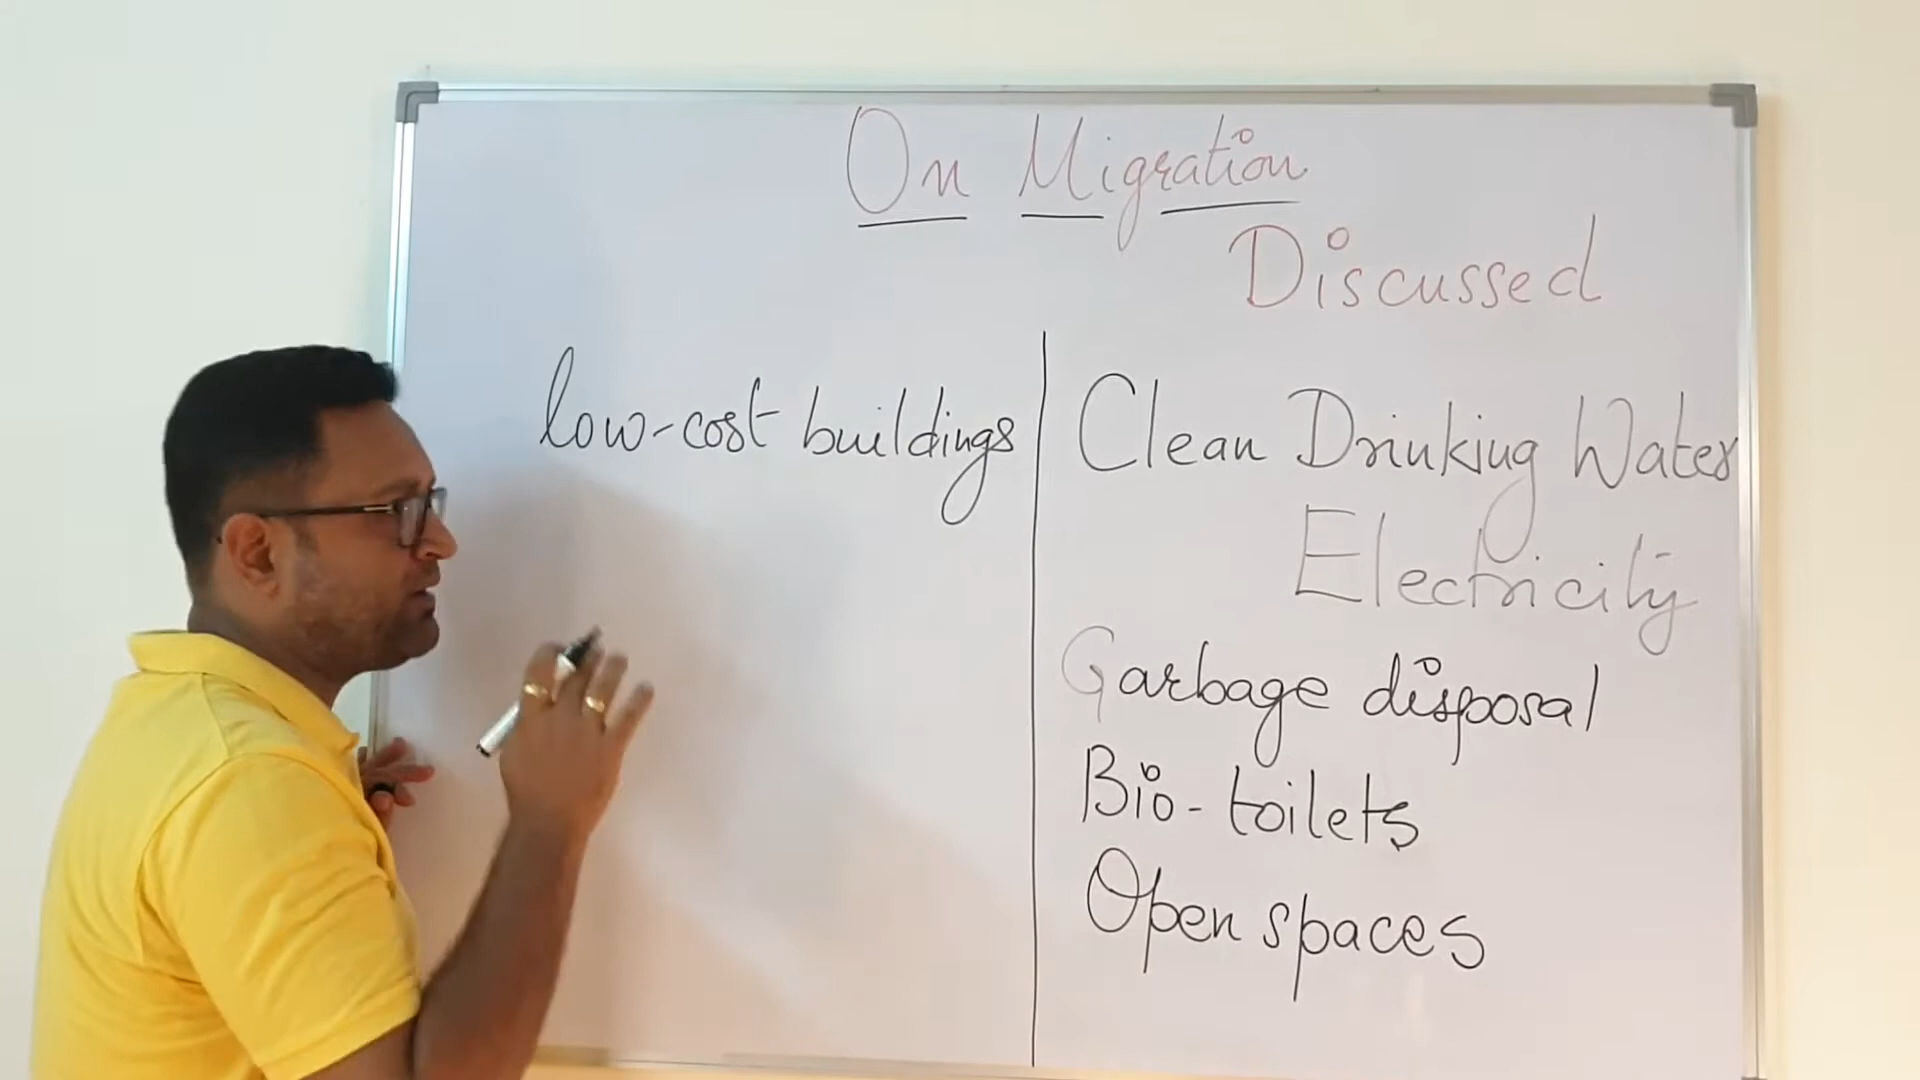 On Migration
Discussed
low-cost buildings
Clean Drinking Water
Electricity
Garbage disposal
Bio-toilets
Open spaces